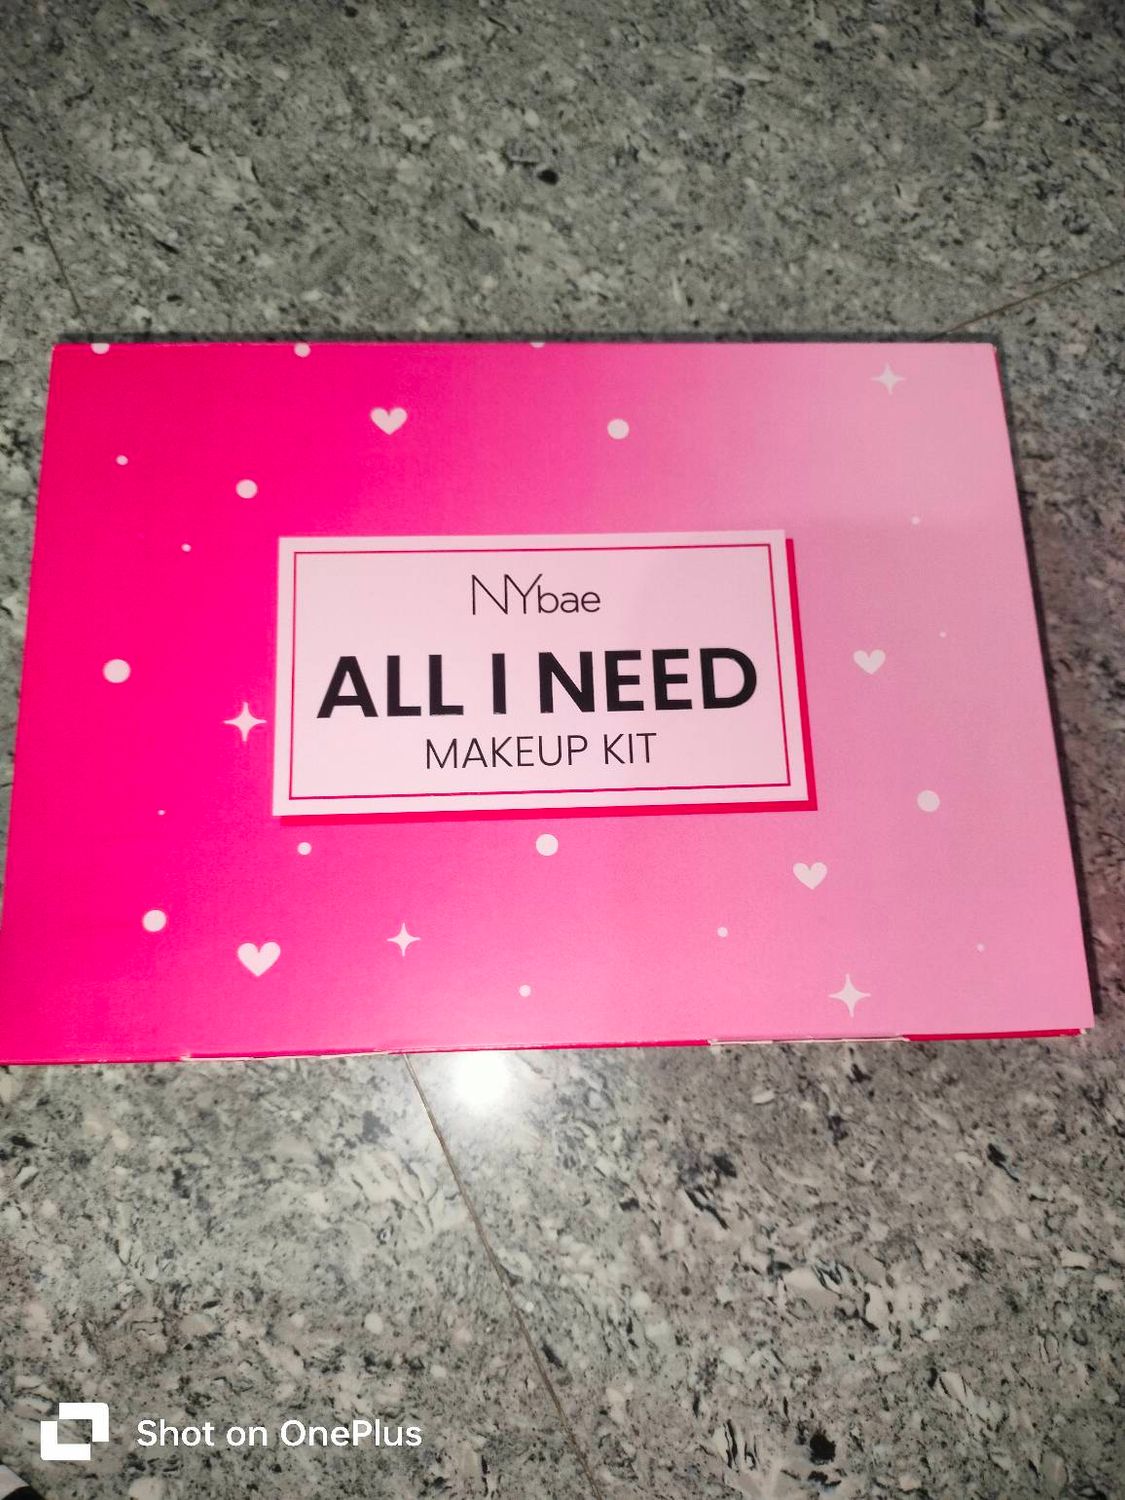 NYbae
ALL I NEED
MAKEUP KIT
Shot on OnePlus